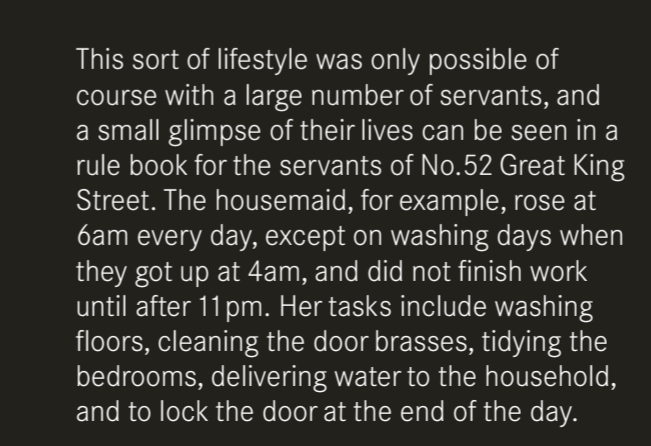 This sort of lifestyle was only possible of
course with a large number of servants, and
a small glimpse of their lives can be seen in a
rule book for the servants of No.52 Great King
Street. The housemaid, for example, rose at
6am every day, except on washing days when
they got up at 4am, and did not finish work
until after 11pm. Her tasks include washing
floors, cleaning the door brasses, tidying the
bedrooms, delivering water to the household,
and to lock the door at the end of the day.